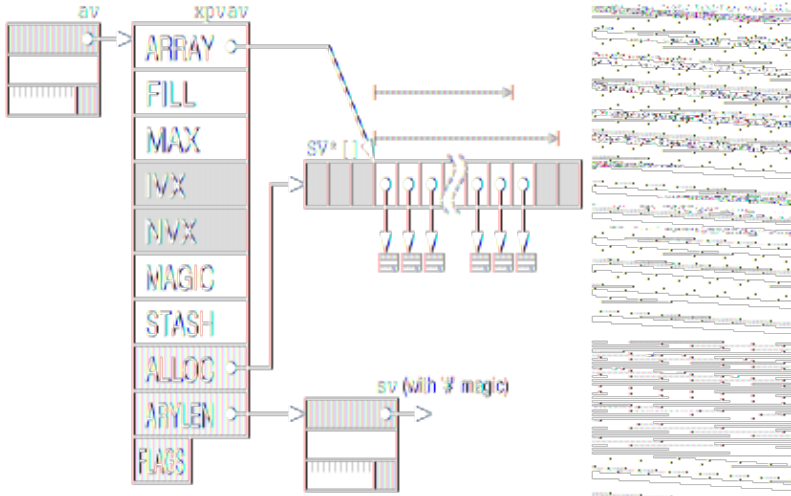 av
xpvav
ARRAY
FILL
MAX
SV* []
IVX
NVX
MAGIC
STASH
ALLOC
sv (with '#' magic)
ARYLEN
FLAGS